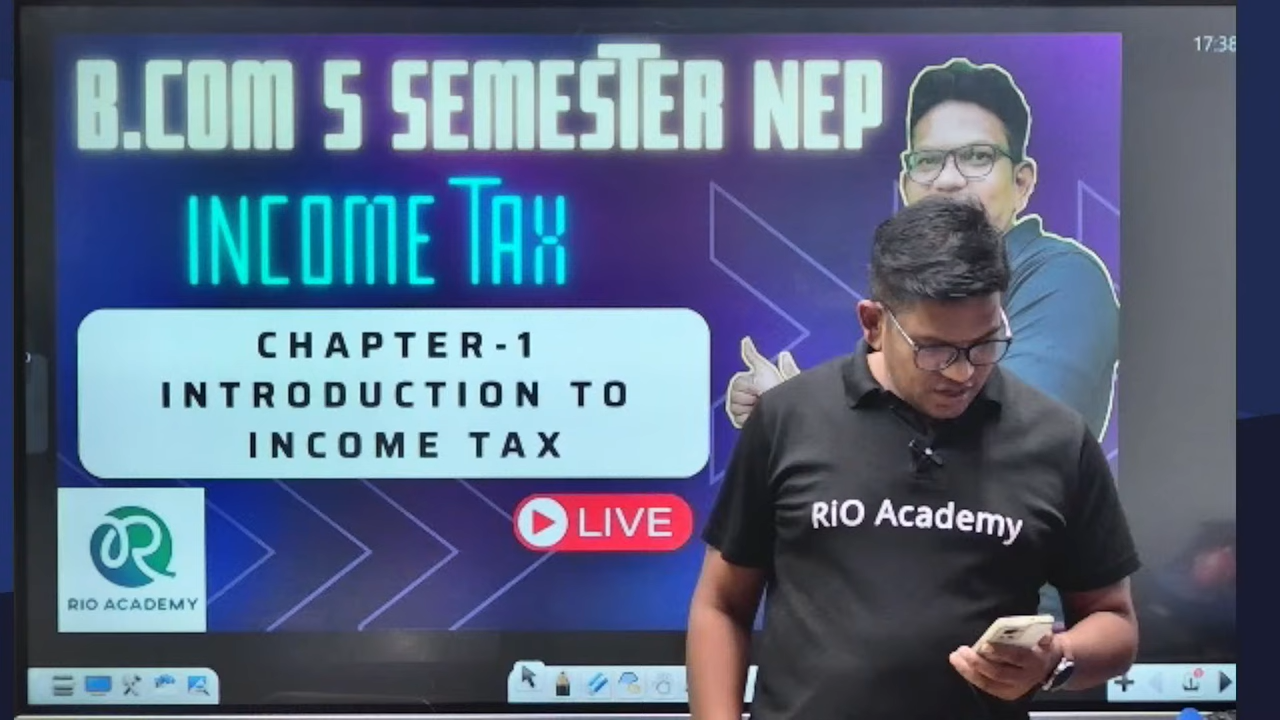 B.COM 5 SEMESTER NEP
17:38
INCOME TAX
CHAPTER-1
INTRODUCTION TO
INCOME TAX
LIVE
RiO Academy
RIO ACADEMY